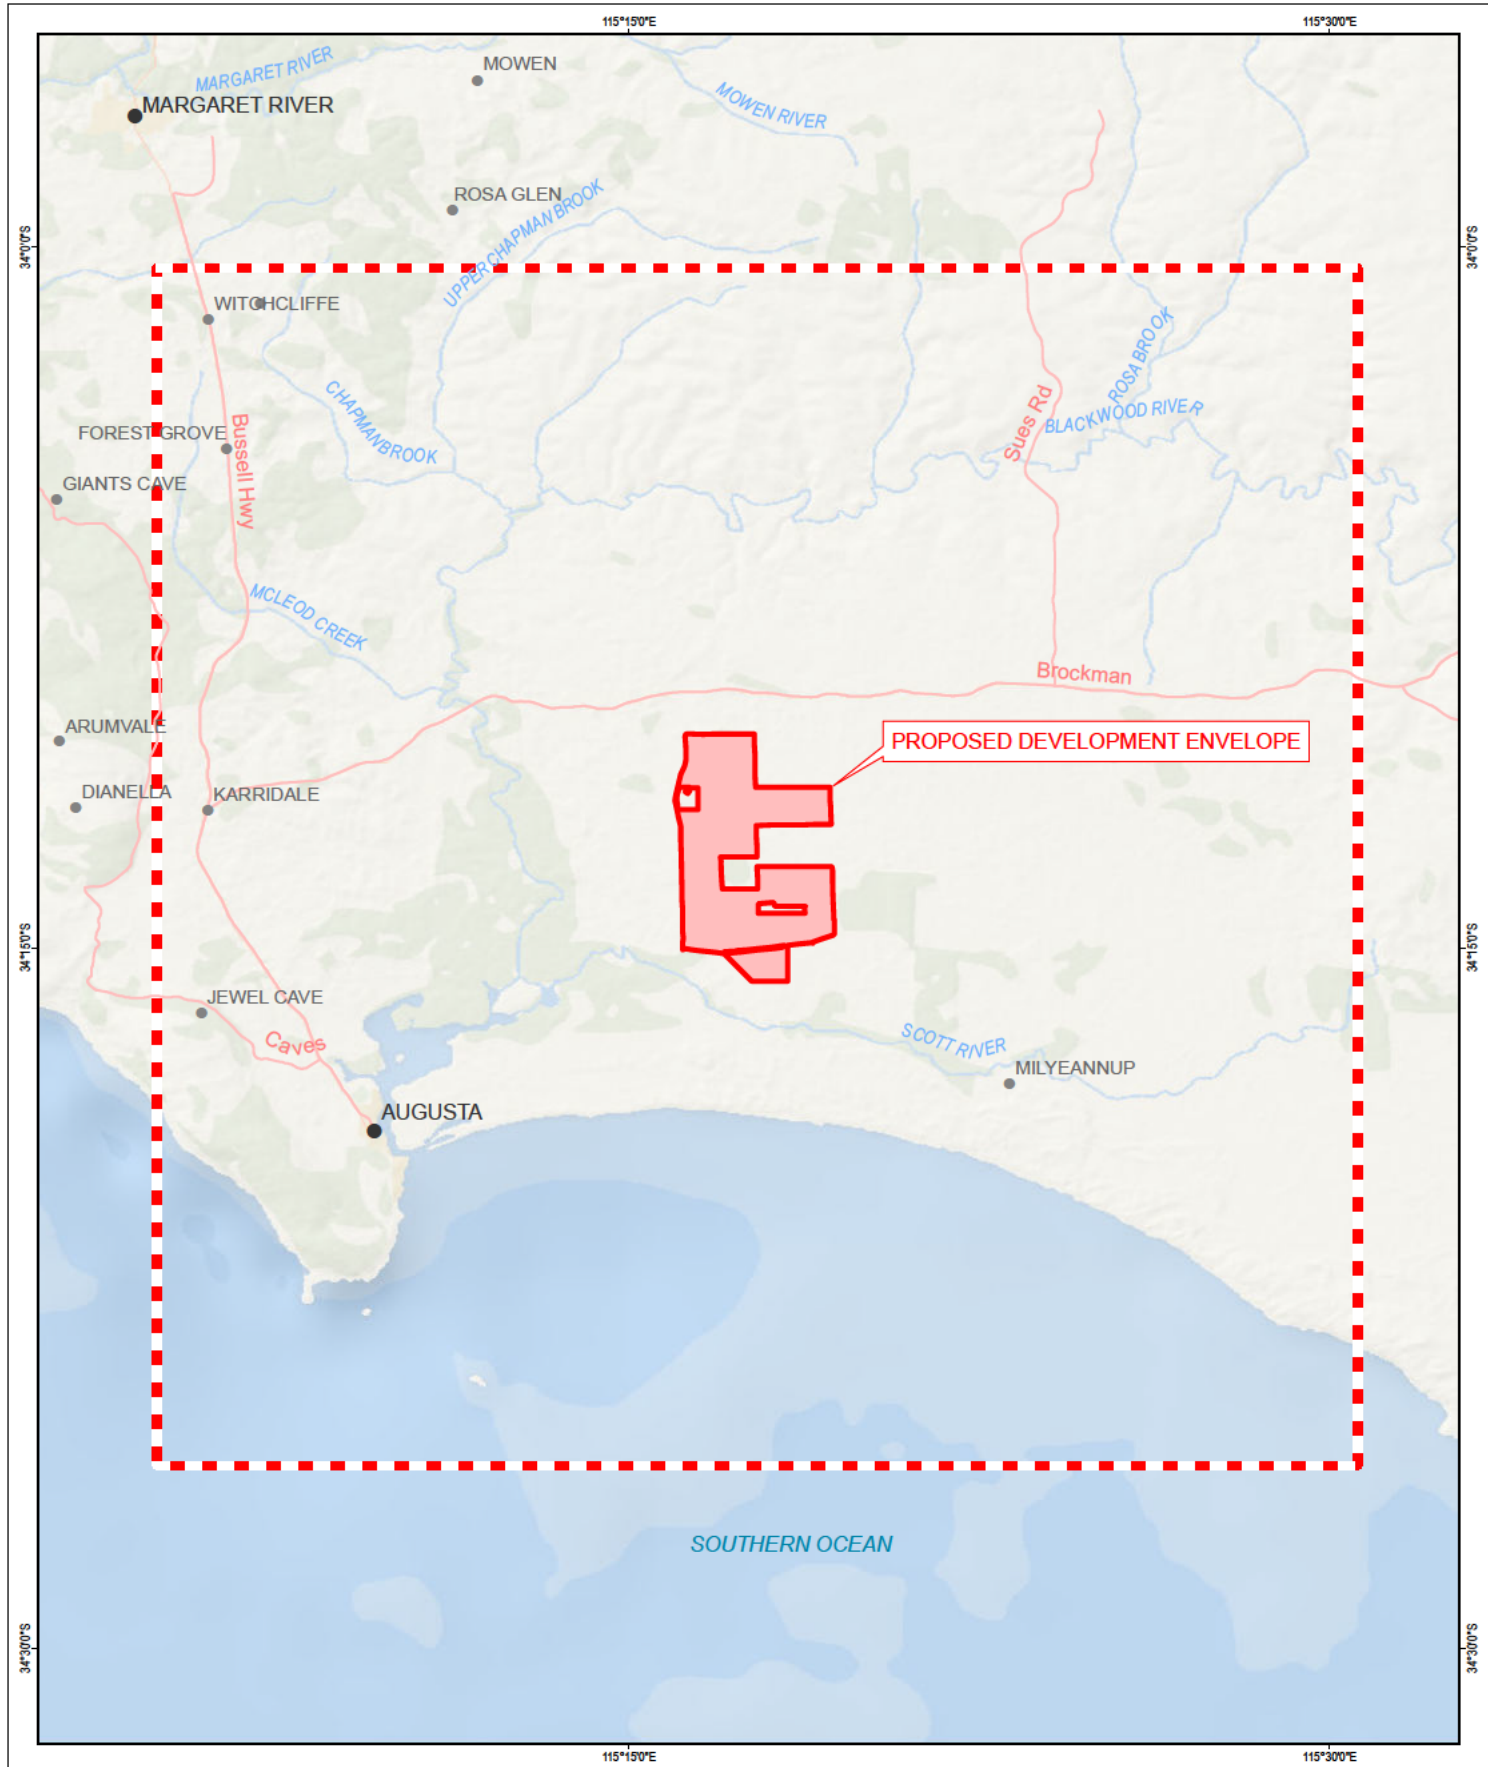 115°15'0"E
115°30'0"E
MARGARET RIVER
MOWEN
MARGARET RIVER
MOWEN RIVER
ROSA GLEN
UPPER CHAPMAN BROOK
34°0'0"S
34°0'0"S
WITCHCLIFFE
ROSA BROOK
CHAPMAN BROOK
Sues Rd
BLACKWOOD RIVER
FOREST GROVE
Bussell Hwy
GIANTS CAVE
MCLEOD CREEK
Brockman
ARUMVALE
PROPOSED DEVELOPMENT ENVELOPE
DIANELLA
KARRIDALE
34°15'0"S
34°15'0"S
JEWEL CAVE
Caves
SCOTT RIVER
MILYEANNUP
AUGUSTA
SOUTHERN OCEAN
34°30'0"S
34°30'0"S
115°15'0"E
115°30'0"E